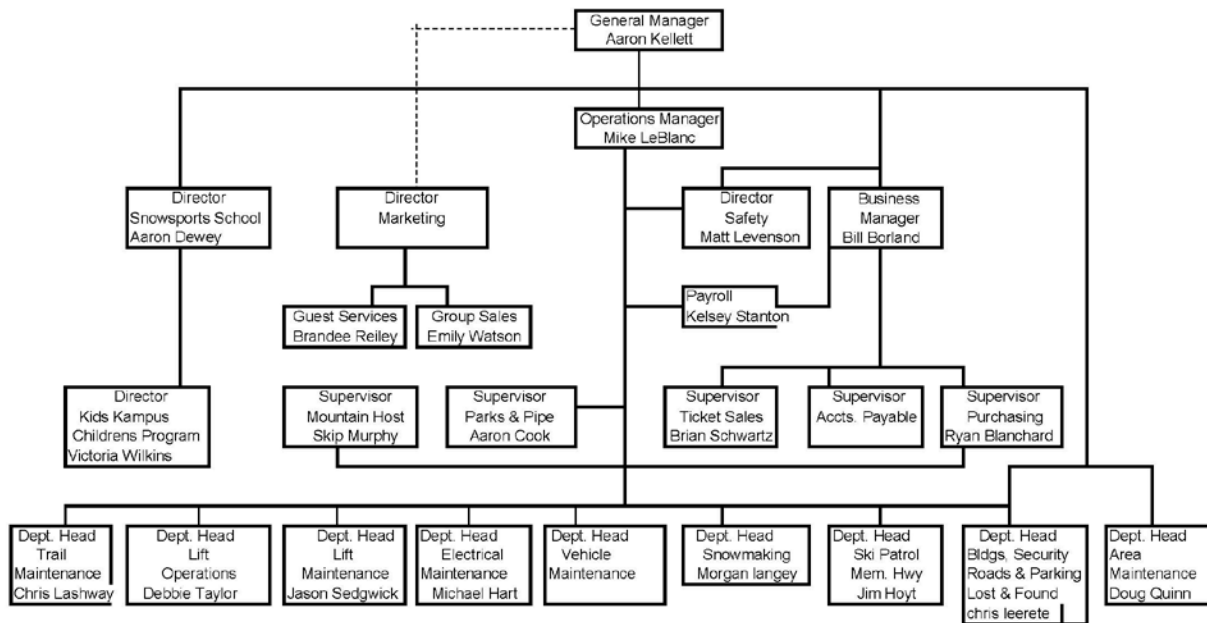 General Manager
Aaron Kellett
Operations Manager
Mike LeBlanc
Director
Snowsports School
Aaron Dewey
Director
Marketing
Director
Safety
Matt Levenson
Business
Manager
Bill Borland
Payroll
Kelsey Stanton
Guest Services
Brandee Reiley
Group Sales
Emily Watson
Director
Kids Kampus
Childrens Program
Victoria Wilkins
Supervisor
Mountain Host
Skip Murphy
Supervisor
Parks & Pipe
Aaron Cook
Supervisor
Ticket Sales
Brian Schwartz
Supervisor
Accts. Payable
Supervisor
Purchasing
Ryan Blanchard
Dept. Head
Trail
Maintenance
Chris Lashway
Dept. Head
Lift
Operations
Debbie Taylor
Dept. Head
Lift
Maintenance
Jason Sedgwick
Dept. Head
Electrical
Maintenance
Michael Hart
Dept. Head
Vehicle
Maintenance
Dept. Head
Snowmaking
Morgan langey
Dept. Head
Ski Patrol
Mem. Hwy
Jim Hoyt
Dept. Head
Bldgs, Security
Roads & Parking
Lost & Found
chris leerete
Dept. Head
Area
Maintenance
Doug Quinn